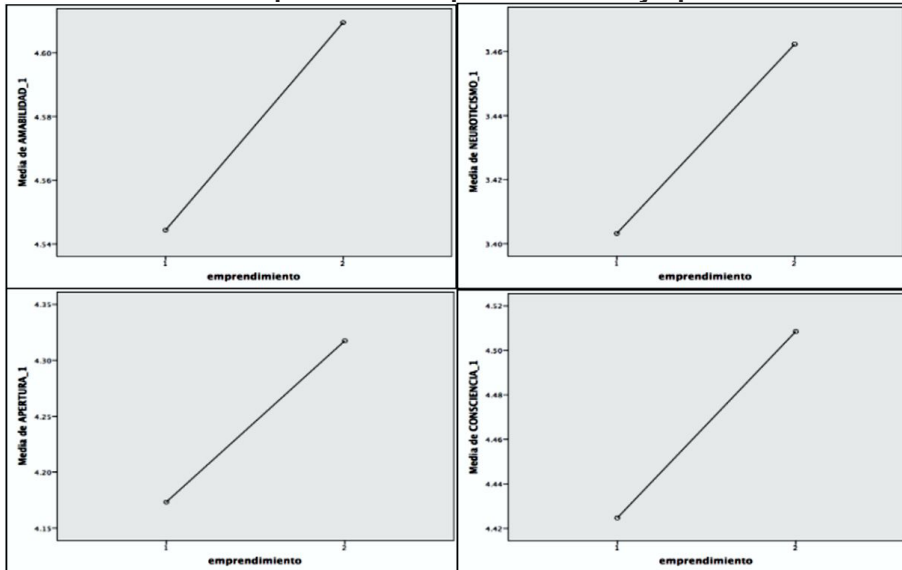 Media de AMABILIDAD_1
4.60
4.58
4.56
4.54
1 2
emprendimiento
Media de NEUROTICISMO_1
3.46
3.44
3.42
3.40
1 2
emprendimiento
Media de APERTURA_1
4.35
4.30
4.25
4.20
4.15
1 2
emprendimiento
Media de CONSCIENCIA_1
4.52
4.50
4.48
4.46
4.44
4.42
1 2
emprendimiento